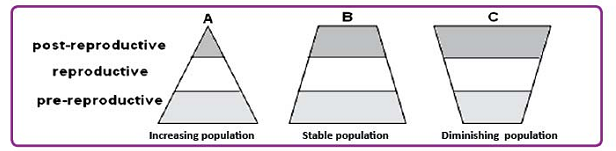 A B C
post-reproductive
reproductive
pre-reproductive
Increasing population Stable population Diminishing population